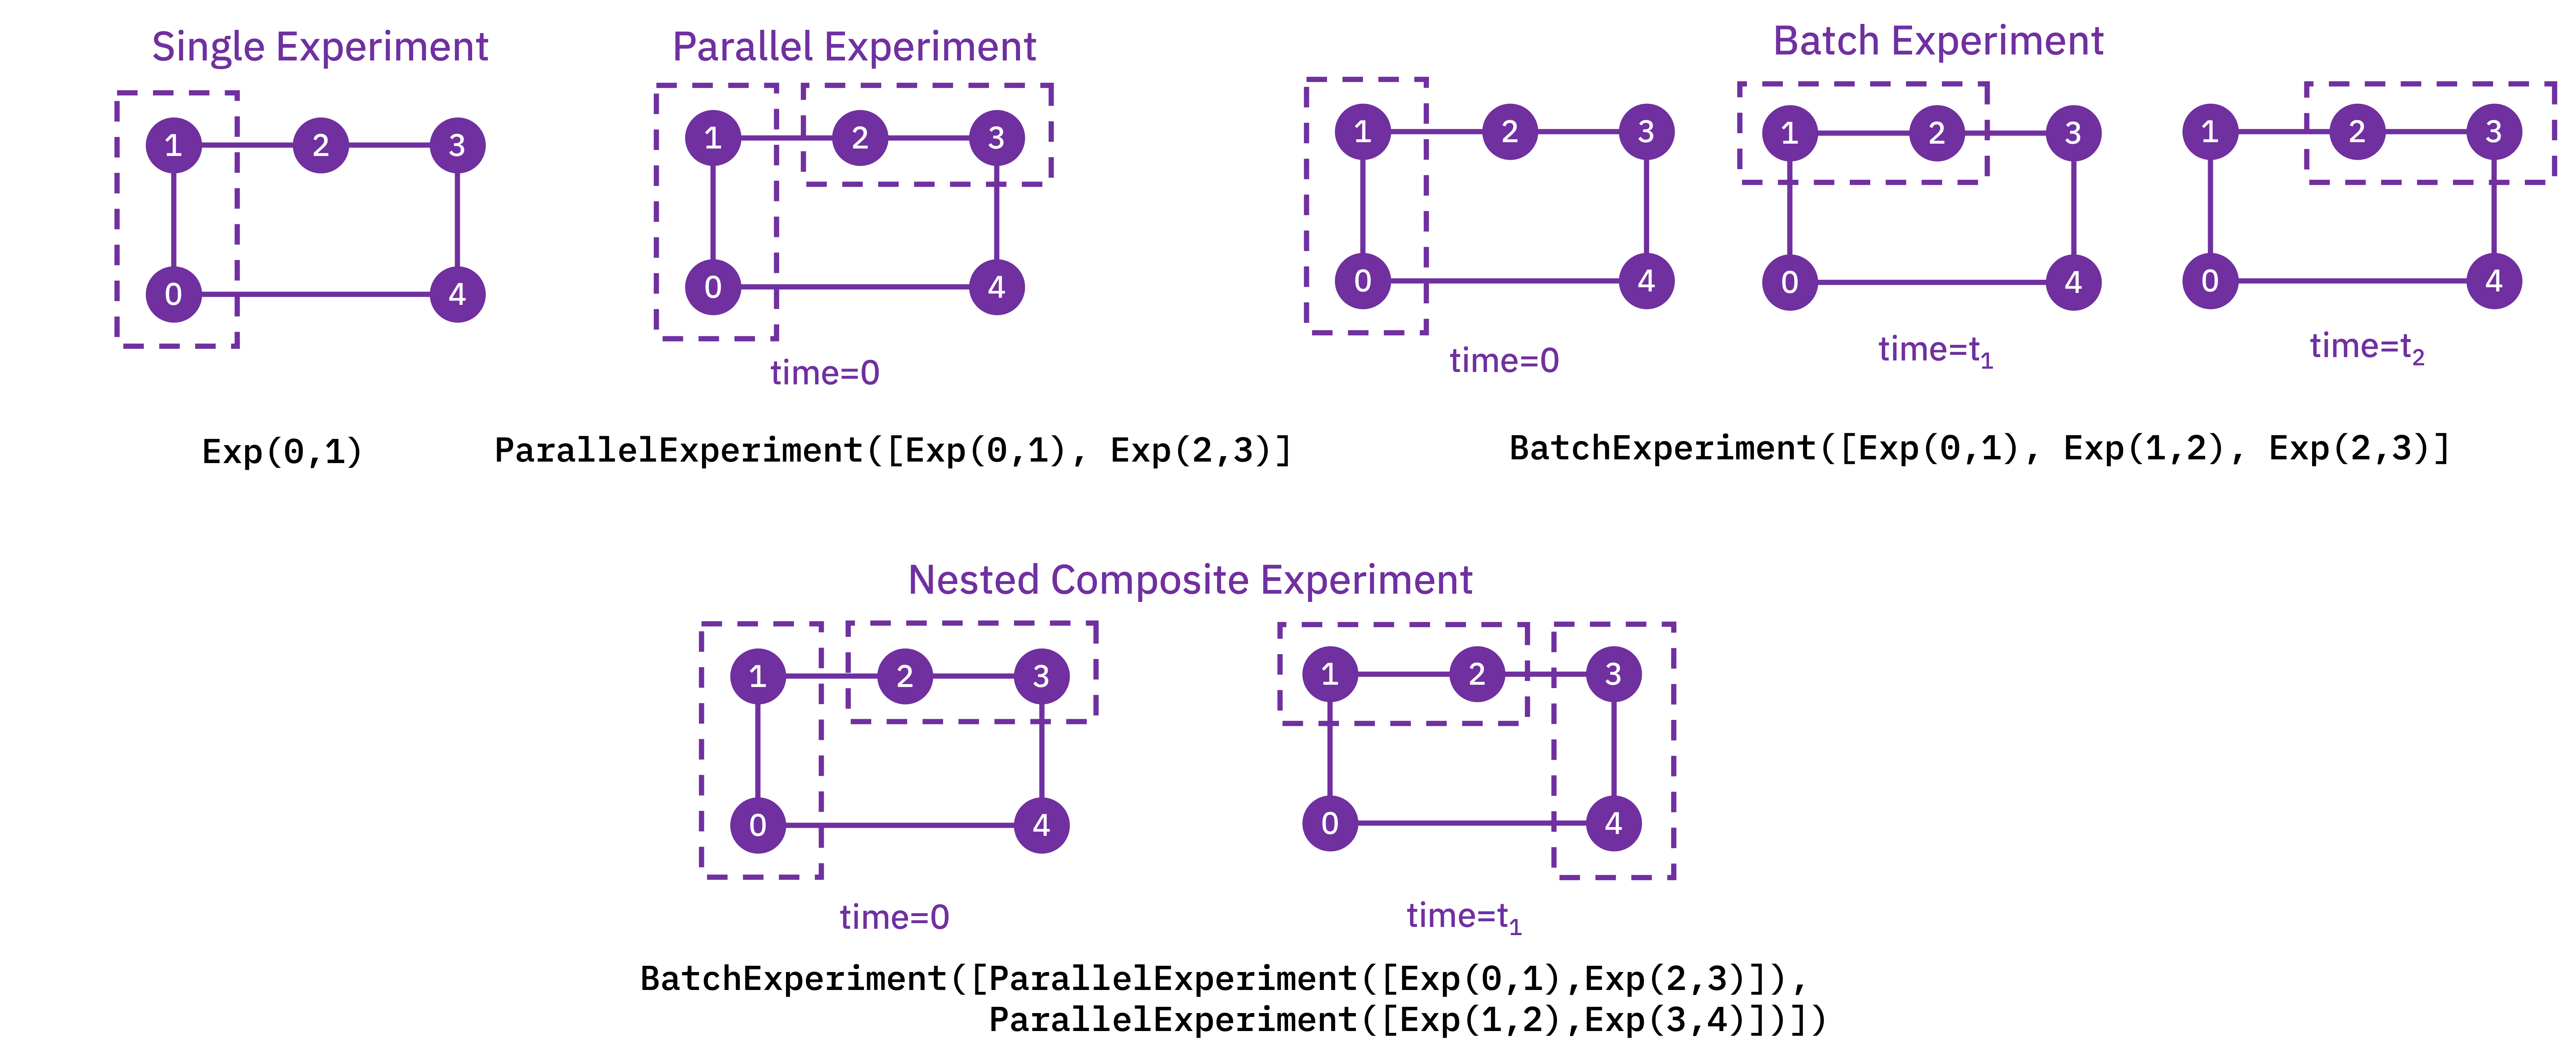 Single Experiment
1
2
3
0
4
Exp(0,1)
Parallel Experiment
1
2
3
0
4
time=0
ParallelExperiment([Exp(0,1), Exp(2,3)]
Batch Experiment
1
2
3
0
4
time=0
1
2
3
0
4
time=t₁
1
2
3
0
4
time=t₂
BatchExperiment([Exp(0,1), Exp(1,2), Exp(2,3)]
Nested Composite Experiment
1
2
3
0
4
time=0
1
2
3
0
4
time=t₁
BatchExperiment([ParallelExperiment([Exp(0,1),Exp(2,3)]),
ParallelExperiment([Exp(1,2),Exp(3,4)])])